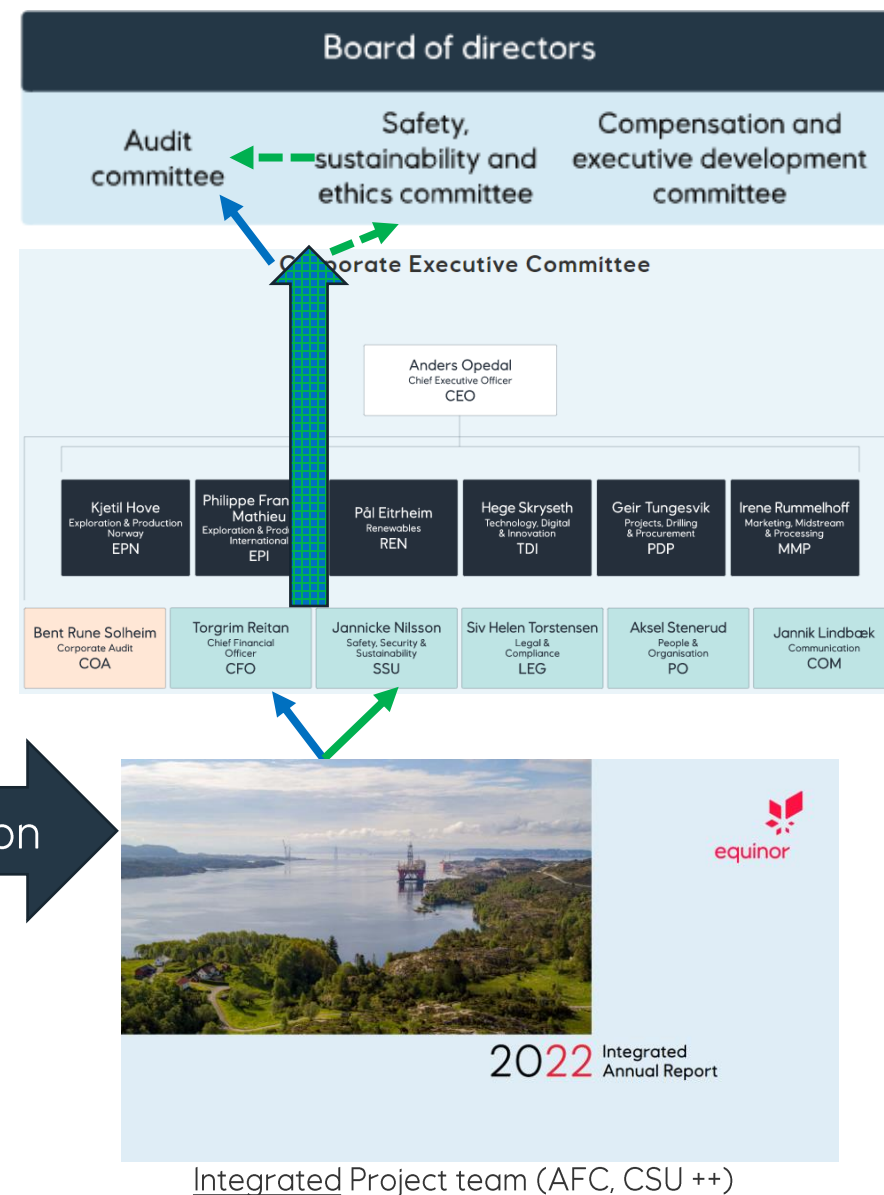 Board of directors
Audit
committee
Safety,
sustainability and
ethics committee
Compensation and
executive development
committee
Executive Committee
Anders Opedal
Chief Executive Officer
CEO
Kjetil Hove
Exploration & Production
Norway
EPN
Philippe Fran
Mathieu
Exploration & Prod
International
EPI
Pål Eitrheim
Renewables
REN
Hege Skryseth
Technology, Digital
& Innovation
TDI
Geir Tungesvik
Projects, Drilling
& Procurement
PDP
Irene Rummelhoff
Marketing, Midstream
& Processing
MMP
Bent Rune Solheim
Corporate Audit
COA
Torgrim Reitan
Chief Financial
Officer
CFO
Jannicke Nilsson
Safety, Security &
Sustainability
SSU
Siv Helen Torstensen
Legal &
Compliance
LEG
Aksel Stenerud
People &
Organisation
PO
Jannik Lindbæk
Communication
COM
on
equinor
2022 Integrated
Annual Report
Integrated Project team (AFC, CSU ++)